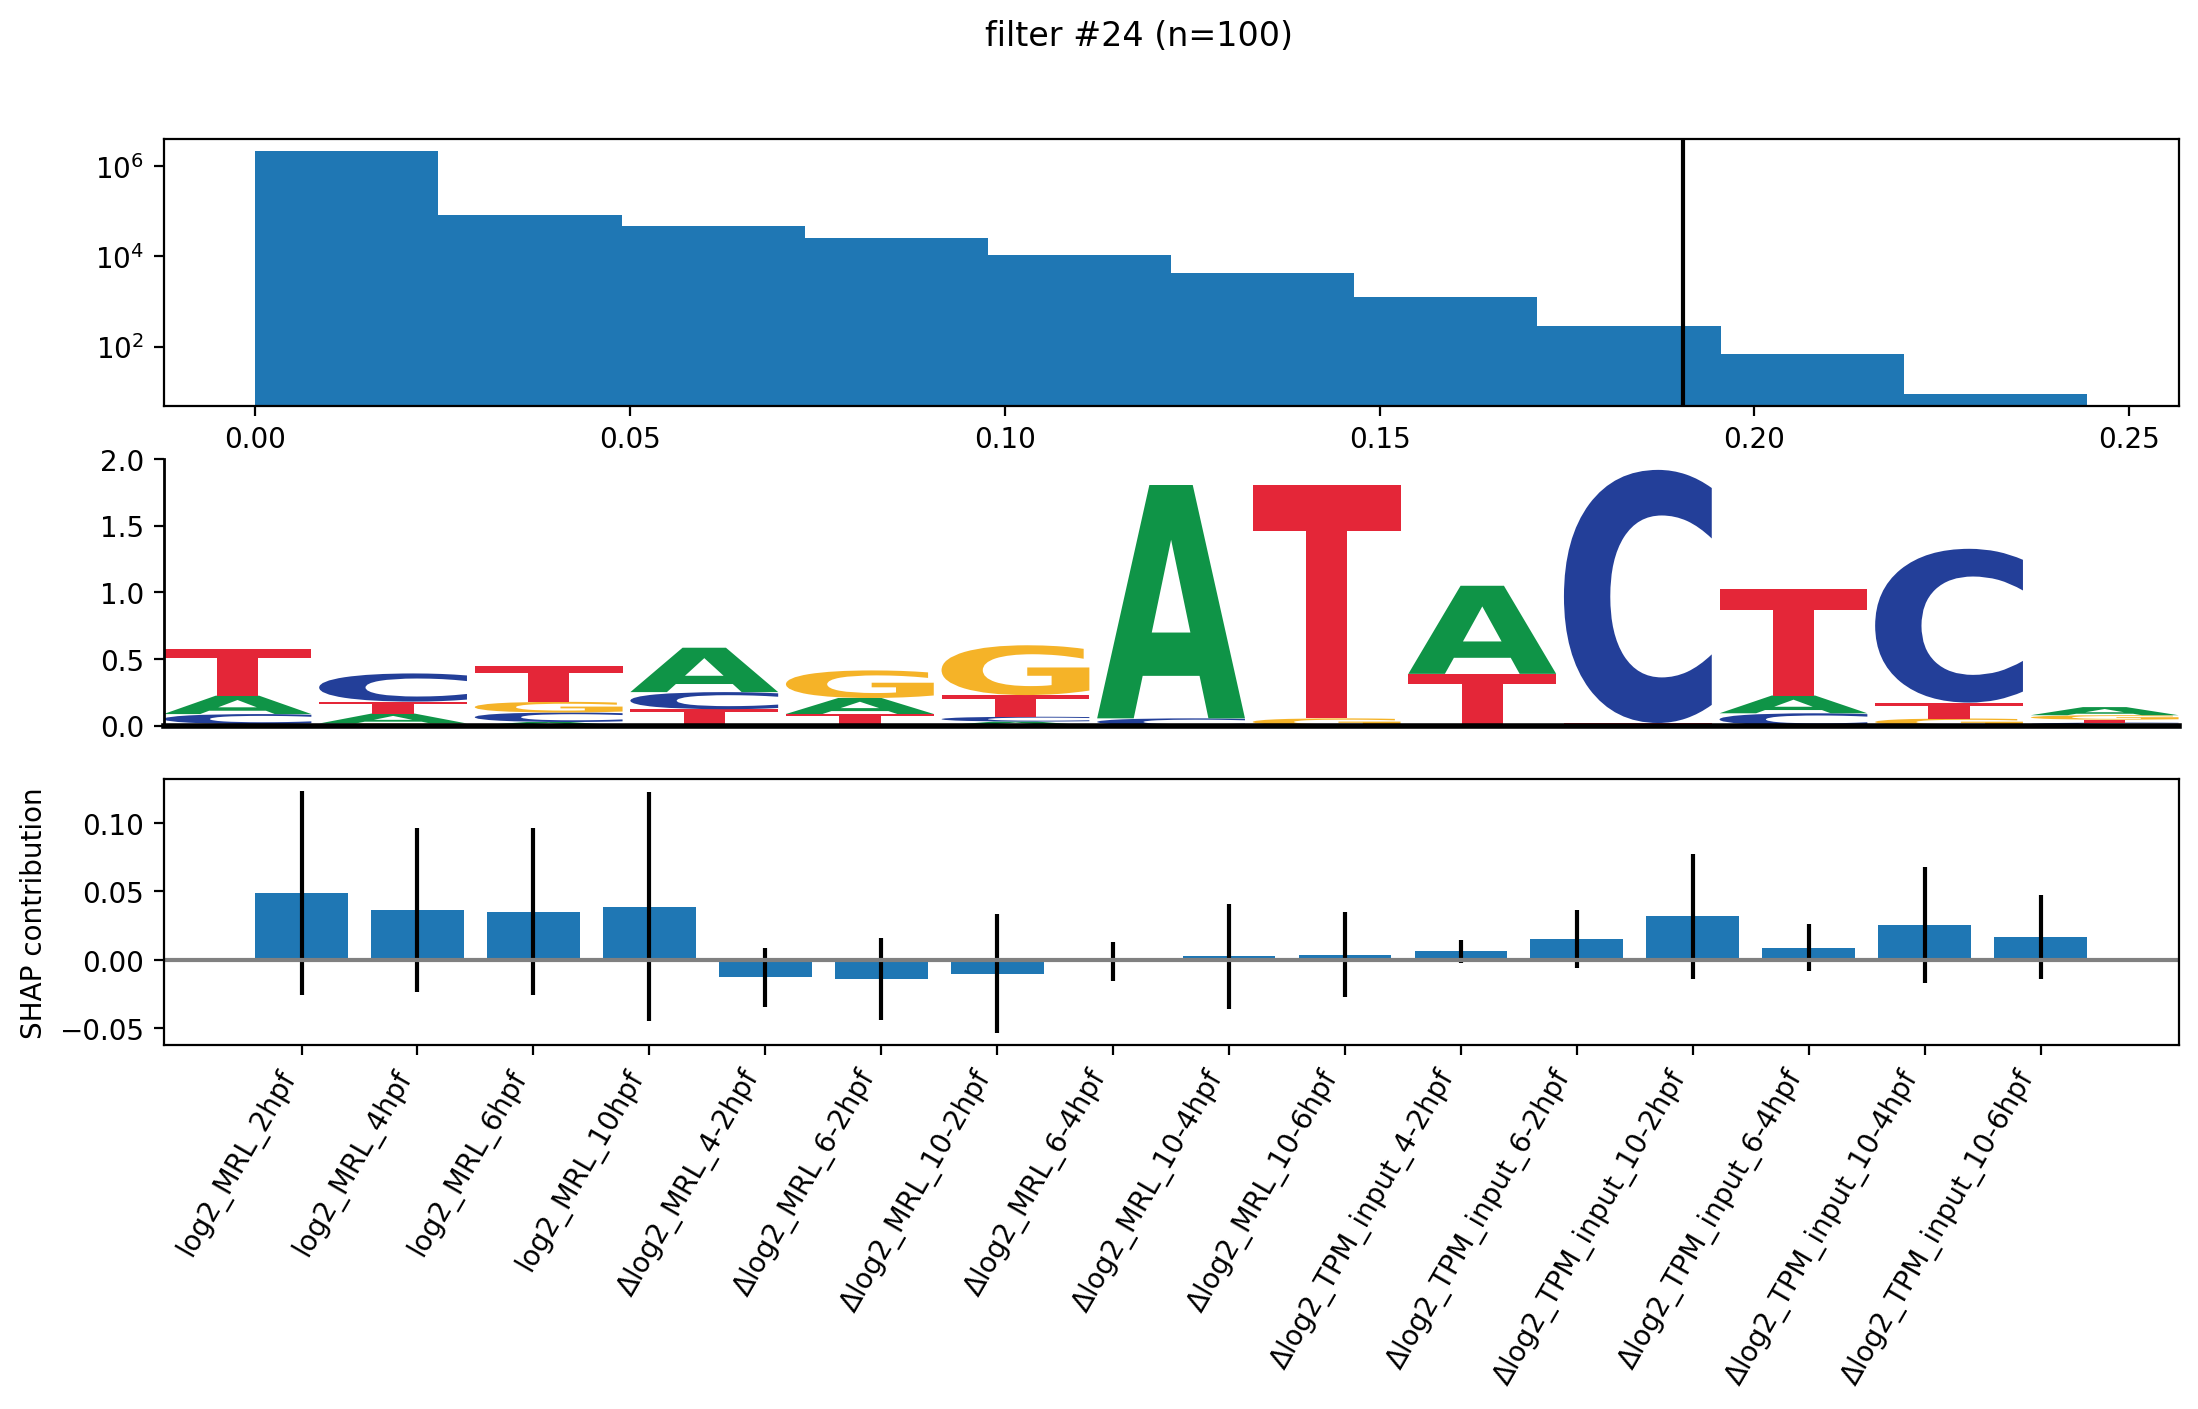 filter #24 (n=100)
10^6
10^4
10^2
0.00 0.05 0.10 0.15 0.20 0.25
2.0
1.5
1.0
0.5
0.0
T C T A G G A T A C T C A
SHAP contribution
0.10
0.05
0.00
−0.05
log2_MRL_2hpf
log2_MRL_4hpf
log2_MRL_6hpf
log2_MRL_10hpf
Δlog2_MRL_4-2hpf
Δlog2_MRL_6-2hpf
Δlog2_MRL_10-2hpf
Δlog2_MRL_6-4hpf
Δlog2_MRL_10-4hpf
Δlog2_MRL_10-6hpf
Δlog2_TPM_input_4-2hpf
Δlog2_TPM_input_6-2hpf
Δlog2_TPM_input_10-2hpf
Δlog2_TPM_input_6-4hpf
Δlog2_TPM_input_10-4hpf
Δlog2_TPM_input_10-6hpf